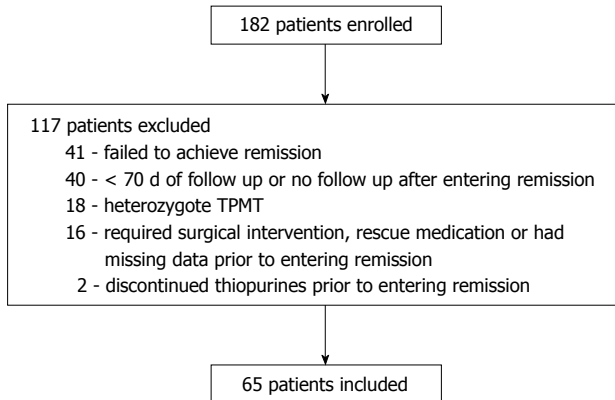 182 patients enrolled
117 patients excluded
41 - failed to achieve remission
40 - < 70 d of follow up or no follow up after entering remission
18 - heterozygote TPMT
16 - required surgical intervention, rescue medication or had
missing data prior to entering remission
2 - discontinued thiopurines prior to entering remission
65 patients included